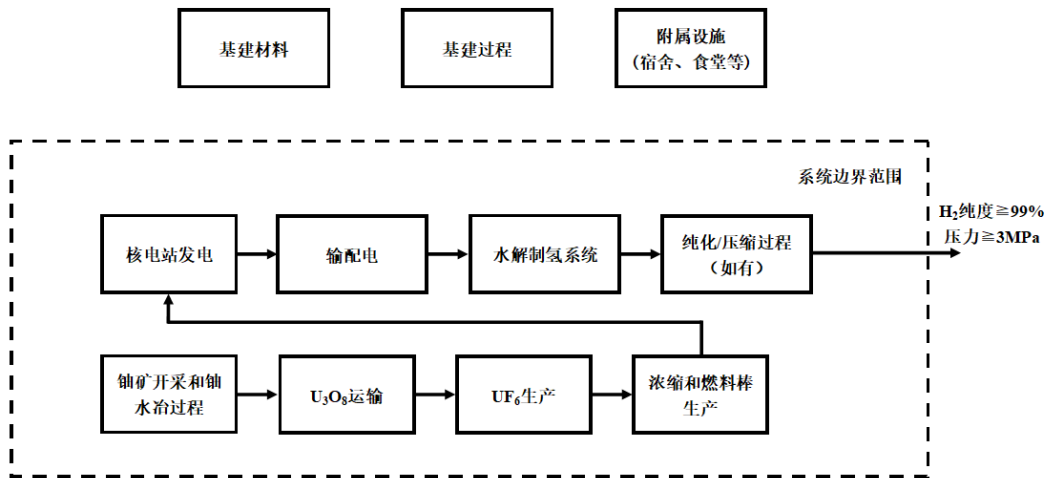 基建材料
基建过程
附属设施
(宿舍、食堂等)
系统边界范围
H₂纯度≧99%
压力≧3MPa
核电站发电
输配电
水解制氢系统
纯化/压缩过程
（如有）
铀矿开采和铀
水冶过程
U₃O₈运输
UF₆生产
浓缩和燃料棒
生产